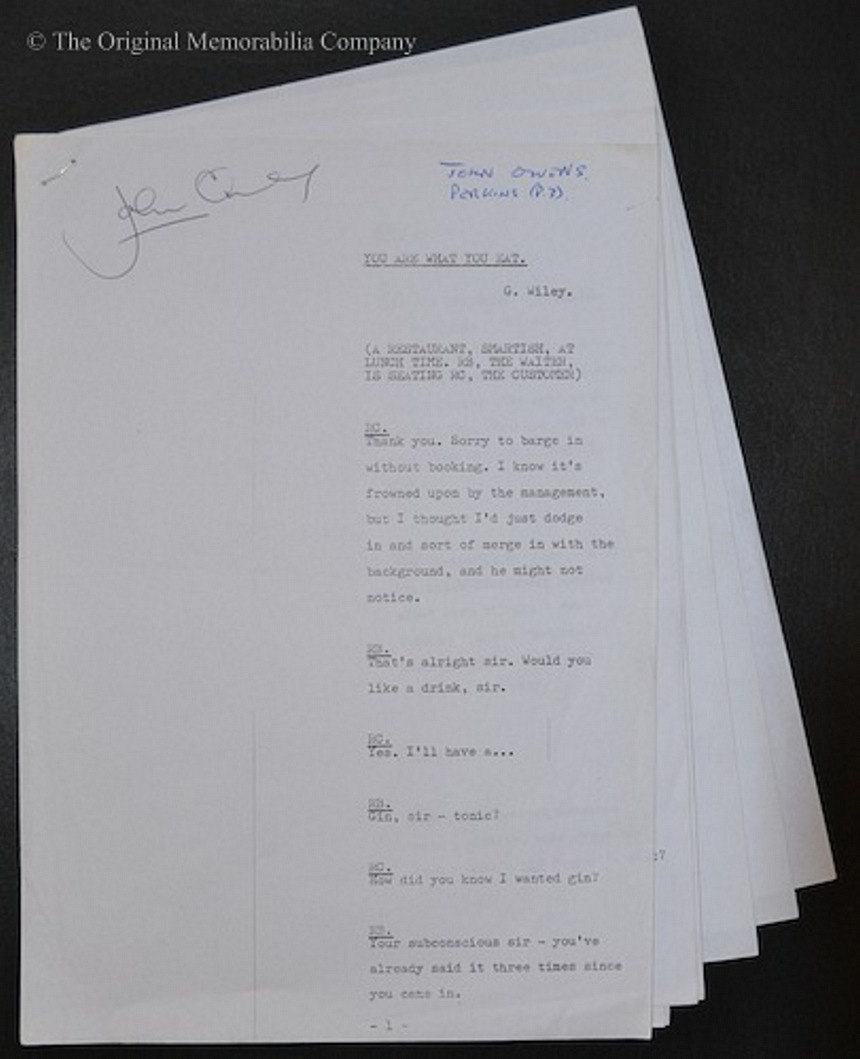 © The Original Memorabilia Company
John
JOHN OWENS.
PERKINS (P.3).
YOU ARE WHAT YOU EAT.
G. Wiley.
(A RESTAURANT, SMARTISH, AT
LUNCH TIME. RB, THE WAITER,
IS SEATING RC, THE CUSTOMER)
RC.
Thank you. Sorry to barge in
without booking. I know it's
frowned upon by the management,
but I thought I'd just dodge
in and sort of merge in with the
background, and he might not
notice.
RB.
That's alright sir. Would you
like a drink, sir.
RC.
Yes. I'll have a...
RB.
Gin, sir - tonic?
RC.
How did you know I wanted gin?
RB.
Your subconscious sir - you've
already said it three times since
you came in.
- 1 -